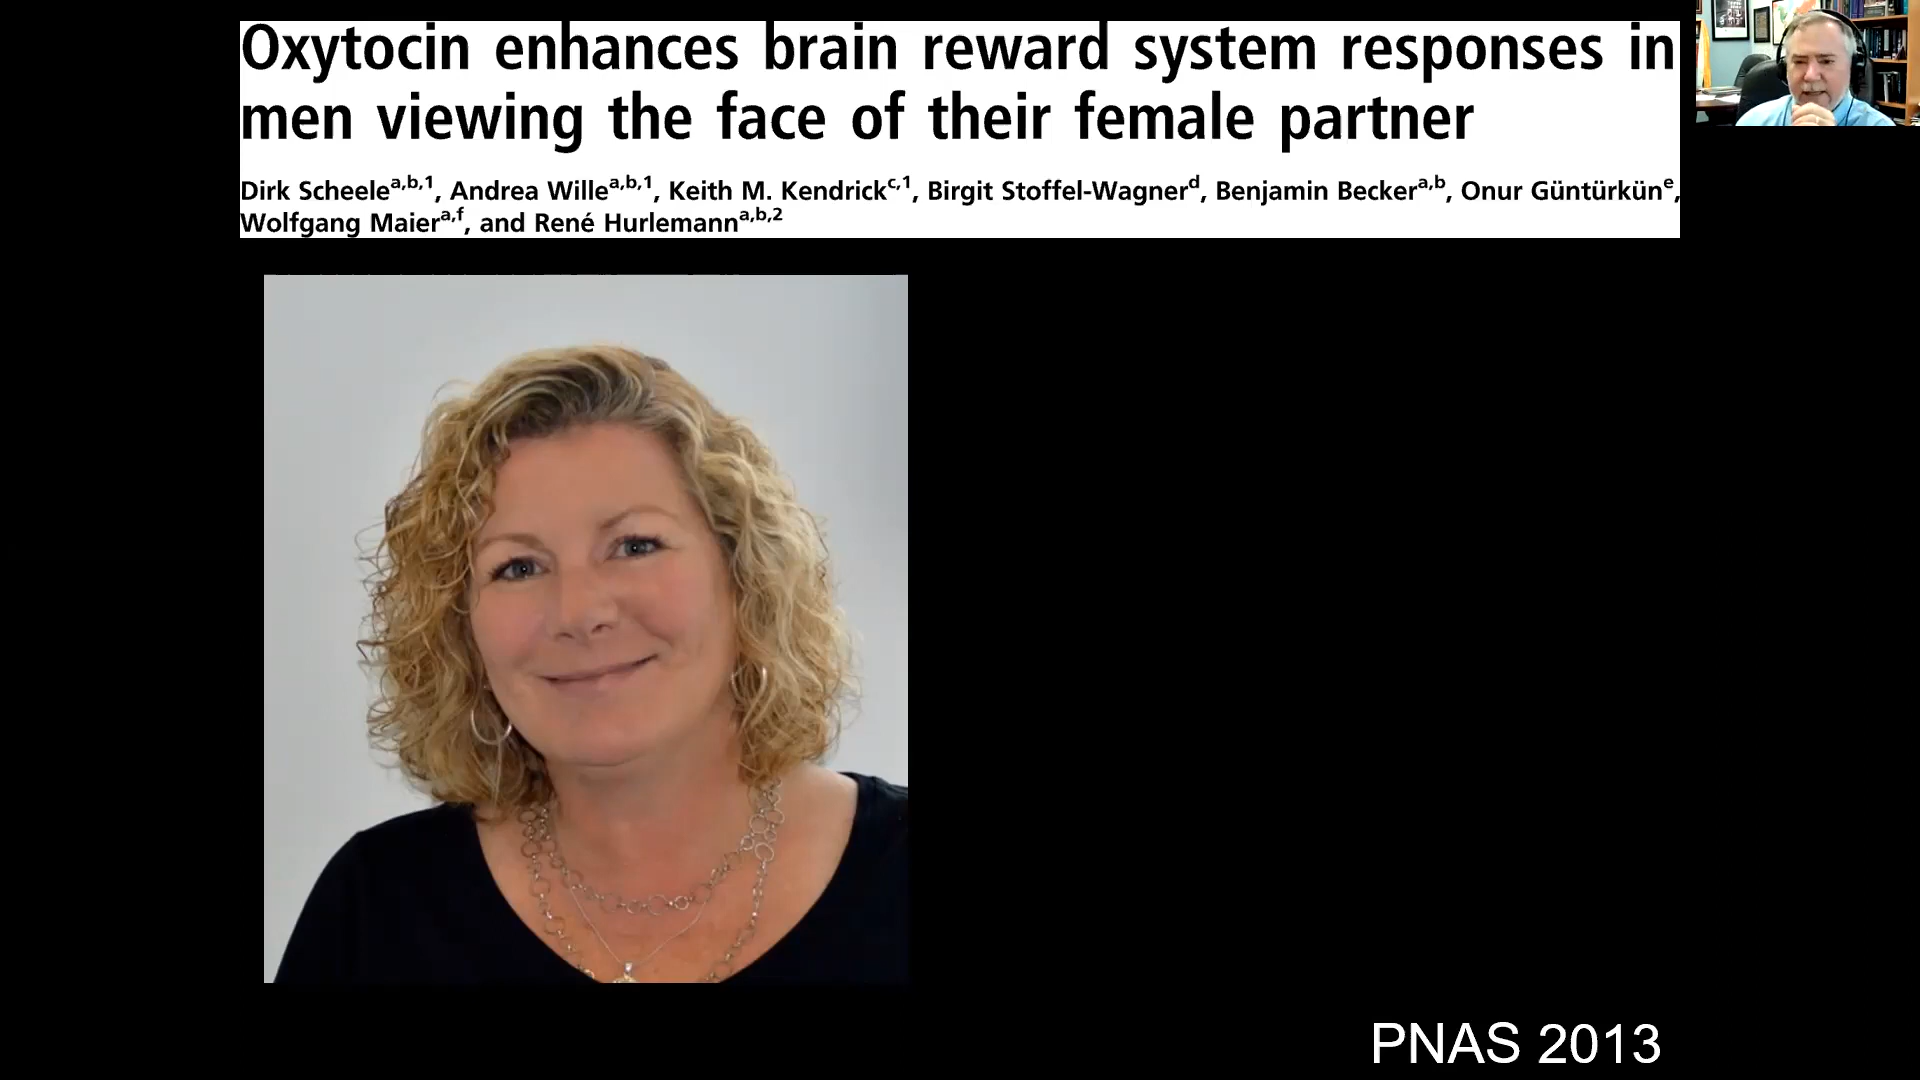 Oxytocin enhances brain reward system responses in
men viewing the face of their female partner
Dirk Scheele^a,b,1, Andrea Wille^a,b,1, Keith M. Kendrick^c,1, Birgit Stoffel-Wagner^d, Benjamin Becker^a,b, Onur Güntürkün^e,
Wolfgang Maier^a,f, and René Hurlemann^a,b,2
PNAS 2013